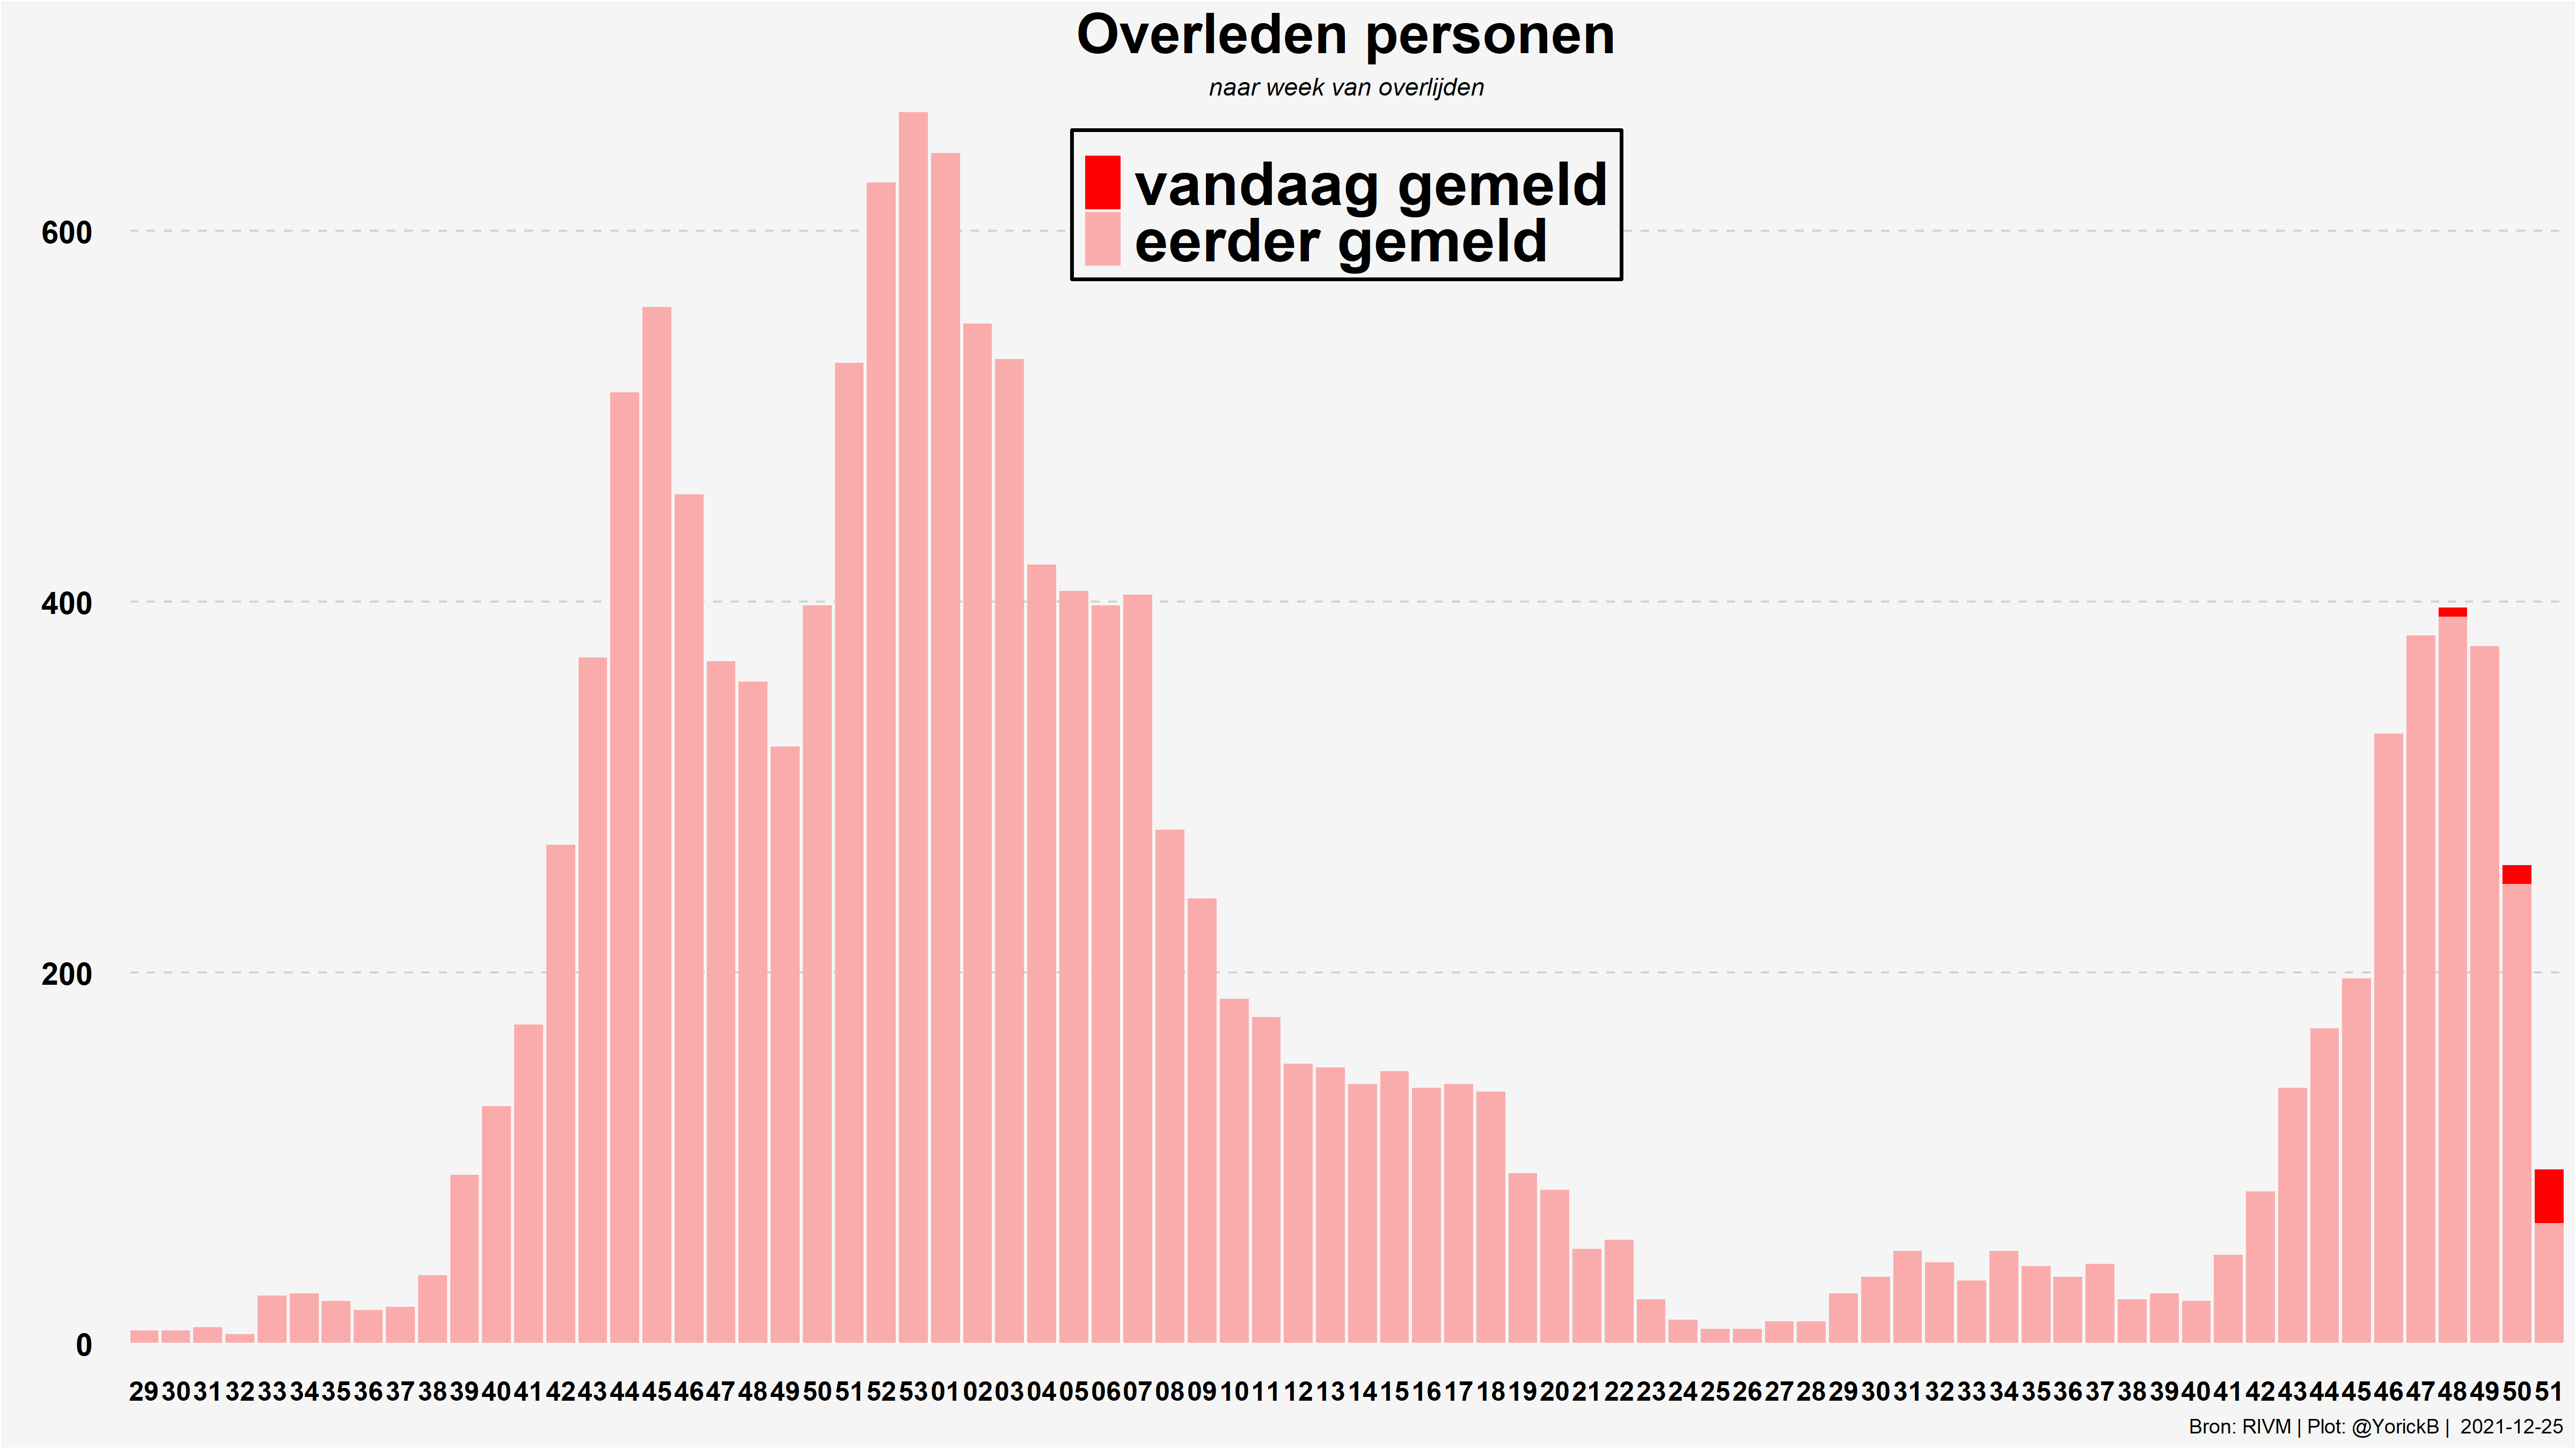 Overleden personen
naar week van overlijden
vandaag gemeld
eerder gemeld
600
400
200
0
29 30 31 32 33 34 35 36 37 38 39 40 41 42 43 44 45 46 47 48 49 50 51 52 53 01 02 03 04 05 06 07 08 09 10 11 12 13 14 15 16 17 18 19 20 21 22 23 24 25 26 27 28 29 30 31 32 33 34 35 36 37 38 39 40 41 42 43 44 45 46 47 48 49 50 51
Bron: RIVM | Plot: @YorickB | 2021-12-25